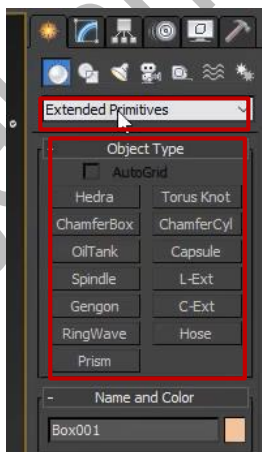 Extended Primitives
- Object Type
AutoGrid
Hedra Torus Knot
ChamferBox ChamferCyl
OilTank Capsule
Spindle L-Ext
Gengon C-Ext
RingWave Hose
Prism
- Name and Color
Box001